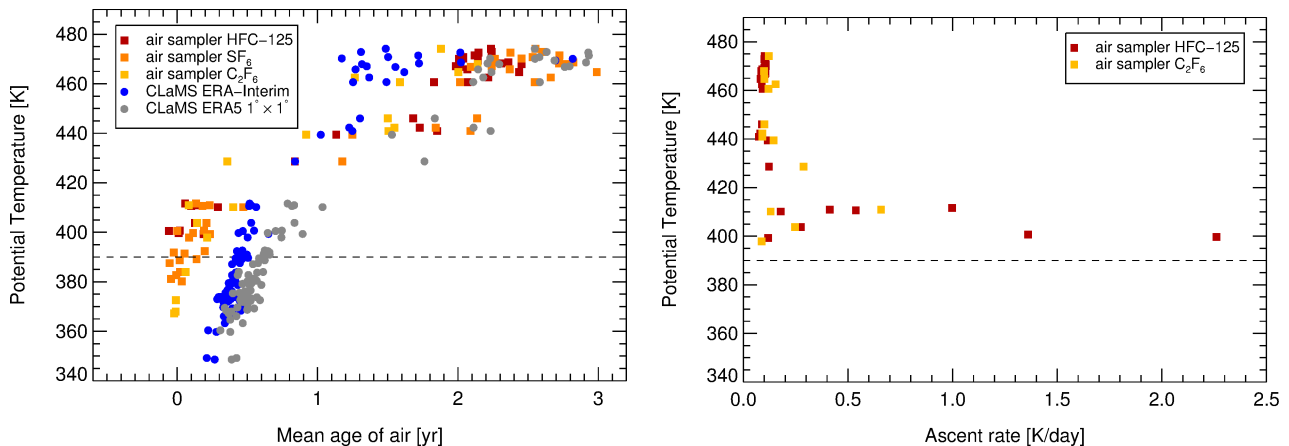 480
460
440
420
400
380
360
340
Potential Temperature [K]
air sampler HFC−125
air sampler SF₆
air sampler C₂F₆
CLaMS ERA−Interim
CLaMS ERA5 1°×1°
0 1 2 3
Mean age of air [yr]
480
460
440
420
400
380
360
340
Potential Temperature [K]
air sampler HFC−125
air sampler C₂F₆
0.0 0.5 1.0 1.5 2.0 2.5
Ascent rate [K/day]